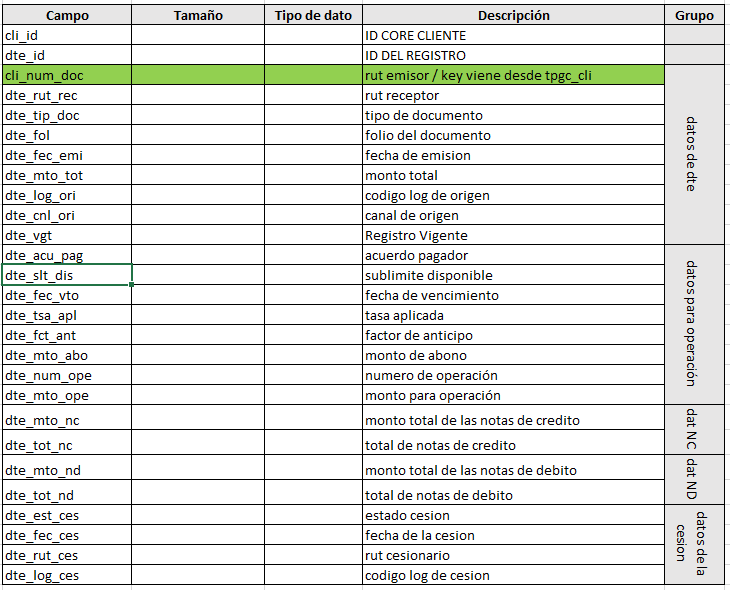 Campo Tamaño Tipo de dato Descripción Grupo
cli_id ID CORE CLIENTE
dte_id ID DEL REGISTRO
cli_num_doc rut emisor / key viene desde tpgc_cli
dte_rut_rec rut receptor
dte_tip_doc tipo de documento
dte_fol folio del documento
dte_fec_emi fecha de emision
dte_mto_tot monto total
dte_log_ori codigo log de origen
dte_cnl_ori canal de origen
dte_vgt Registro Vigente
datos de dte
dte_acu_pag acuerdo pagador
dte_slt_dis sublimite disponible
dte_fec_vto fecha de vencimiento
dte_tsa_apl tasa aplicada
dte_fct_ant factor de anticipo
dte_mto_abo monto de abono
dte_num_ope numero de operación
dte_mto_ope monto para operación
datos para operación
dte_mto_nc monto total de las notas de credito
dte_tot_nc total de notas de credito
dat NC
dte_mto_nd monto total de las notas de debito
dte_tot_nd total de notas de debito
dat ND
dte_est_ces estado cesion
dte_fec_ces fecha de la cesion
dte_rut_ces rut cesionario
dte_log_ces codigo log de cesion
datos de la
cesion